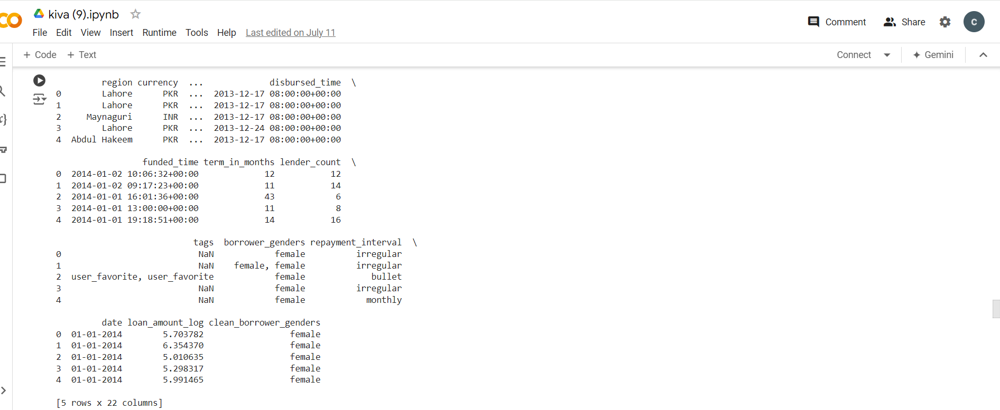 kiva (9).ipynb
Comment Share C
File Edit View Insert Runtime Tools Help Last edited on July 11
+ Code + Text Connect Gemini
region currency ... disbursed_time \
0 Lahore PKR ... 2013-12-17 08:00:00+00:00
1 Lahore PKR ... 2013-12-17 08:00:00+00:00
2 Maynaguri INR ... 2013-12-17 08:00:00+00:00
3 Lahore PKR ... 2013-12-24 08:00:00+00:00
4 Abdul Hakeem PKR ... 2013-12-17 08:00:00+00:00
funded_time term_in_months lender_count \
0 2014-01-02 10:06:32+00:00 12 12
1 2014-01-02 09:17:23+00:00 11 14
2 2014-01-01 16:01:36+00:00 43 6
3 2014-01-01 13:00:00+00:00 11 8
4 2014-01-01 19:18:51+00:00 14 16
tags borrower_genders repayment_interval \
0 NaN female irregular
1 NaN female, female irregular
2 user_favorite, user_favorite female bullet
3 NaN female irregular
4 NaN female monthly
date loan_amount_log clean_borrower_genders
0 01-01-2014 5.703782 female
1 01-01-2014 6.354370 female
2 01-01-2014 5.010635 female
3 01-01-2014 5.298317 female
4 01-01-2014 5.991465 female
[5 rows x 22 columns]